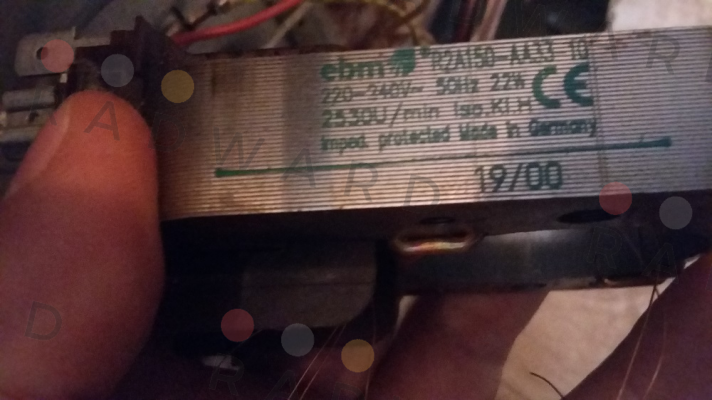 ebm R2A150-AA33 10
220-240V~ 50Hz 22W
2530U/min Iso.Kl.H CE
Imped. protected Made in Germany
19/00